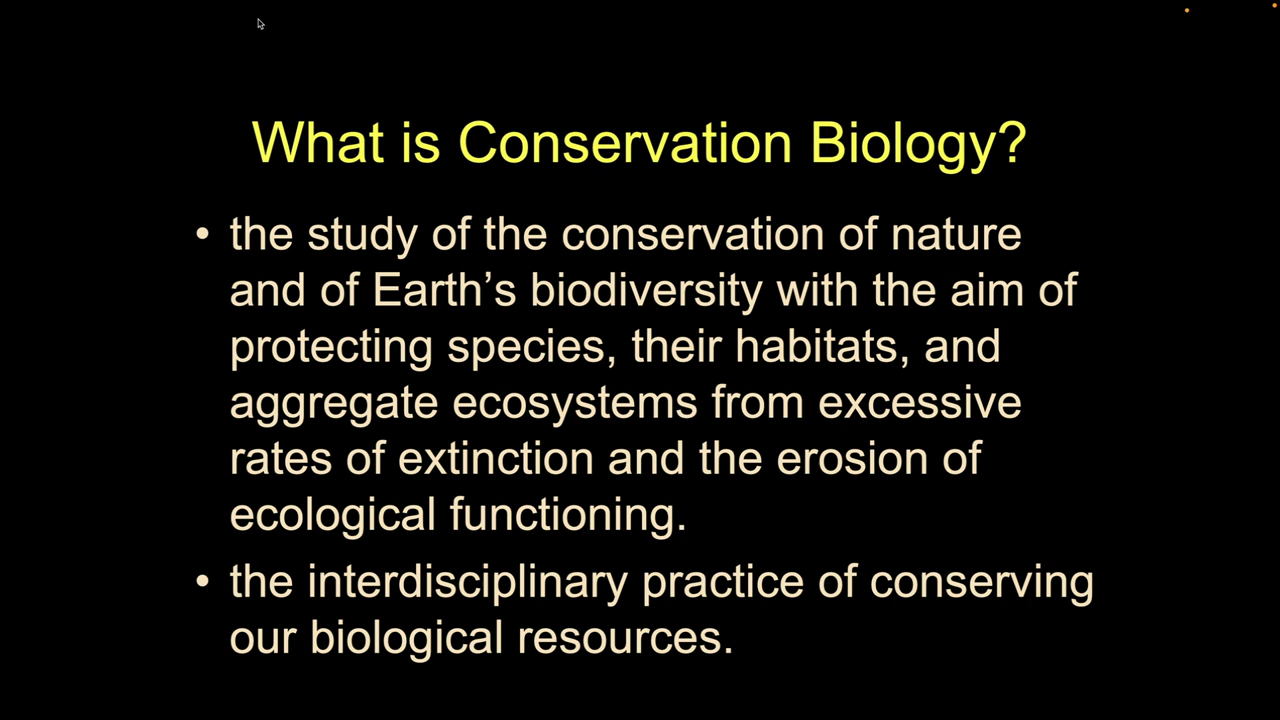 What is Conservation Biology?
• the study of the conservation of nature
and of Earth’s biodiversity with the aim of
protecting species, their habitats, and
aggregate ecosystems from excessive
rates of extinction and the erosion of
ecological functioning.
• the interdisciplinary practice of conserving
our biological resources.